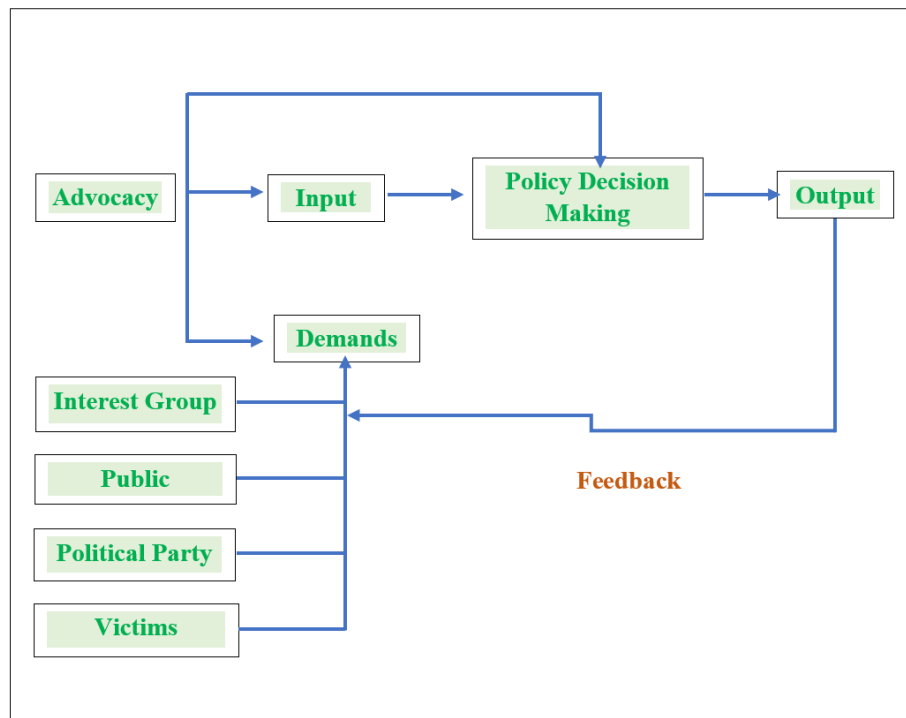 Advocacy
Input
Policy Decision
Making
Output
Demands
Interest Group
Public
Political Party
Victims
Feedback